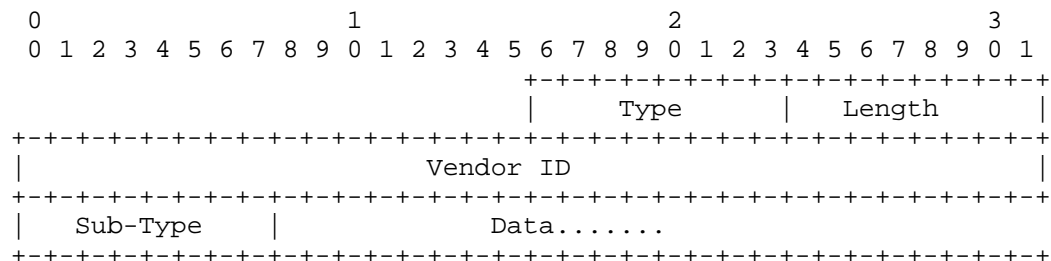 0                   1                   2                   3
0 1 2 3 4 5 6 7 8 9 0 1 2 3 4 5 6 7 8 9 0 1 2 3 4 5 6 7 8 9 0 1
                                +-+-+-+-+-+-+-+-+-+-+-+-+-+-+-+-+
                                |     Type      |   Length      |
+-+-+-+-+-+-+-+-+-+-+-+-+-+-+-+-+-+-+-+-+-+-+-+-+-+-+-+-+-+-+-+-+
|                         Vendor ID                             |
+-+-+-+-+-+-+-+-+-+-+-+-+-+-+-+-+-+-+-+-+-+-+-+-+-+-+-+-+-+-+-+-+
|   Sub-Type    |             Data.......
+-+-+-+-+-+-+-+-+-+-+-+-+-+-+-+-+-+-+-+-+-+-+-+-+-+-+-+-+-+-+-+-+